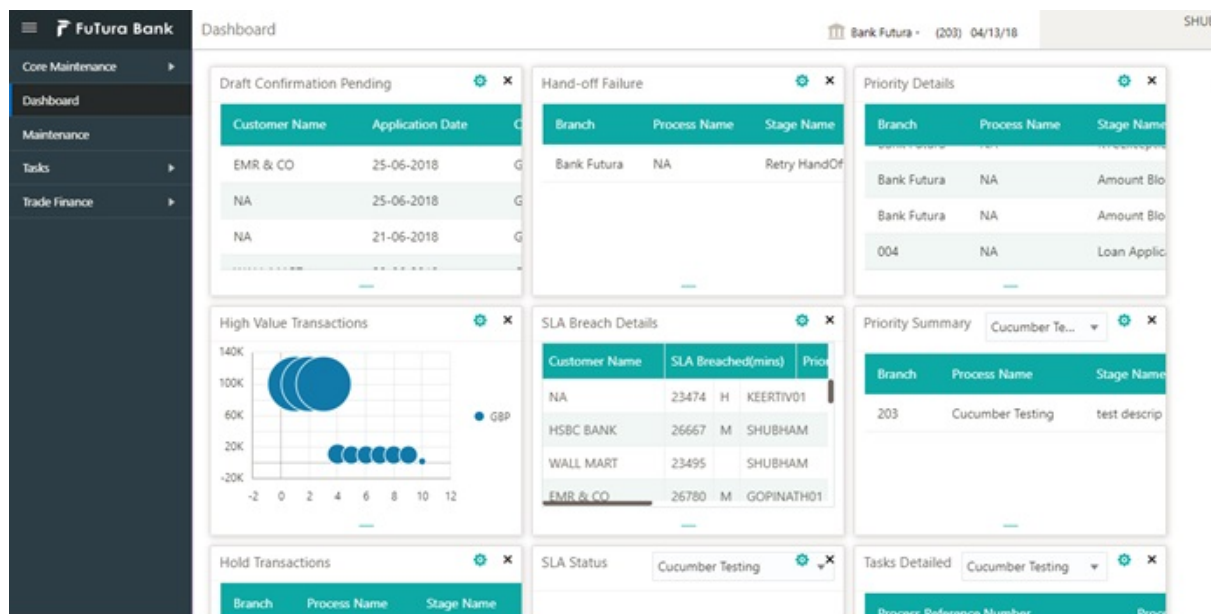 FuTura Bank
Dashboard
Bank Futura - (203) 04/13/18
Core Maintenance
Dashboard
Maintenance
Tasks
Trade Finance
Draft Confirmation Pending
Customer Name Application Date
EMR & CO 25-06-2018
NA 25-06-2018
NA 21-06-2018
Hand-off Failure
Branch Process Name Stage Name
Bank Futura NA Retry HandOf
Priority Details
Branch Process Name Stage Name
Bank Futura NA Amount Blo
Bank Futura NA Amount Blo
004 NA Loan Applic
High Value Transactions
140K
100K
60K
20K
-20K
-2 0 2 4 6 8 10 12
GBP
SLA Breach Details
Customer Name SLA Breached(mins) Prior
NA 23474 H KEERTIV01
HSBC BANK 26667 M SHUBHAM
WALL MART 23495 SHUBHAM
EMR & CO 26780 M GOPINATH01
Priority Summary Cucumber Te...
Branch Process Name Stage Name
203 Cucumber Testing test descrip
Hold Transactions
Branch Process Name Stage Name
SLA Status Cucumber Testing
Tasks Detailed Cucumber Testing
Process Reference Number